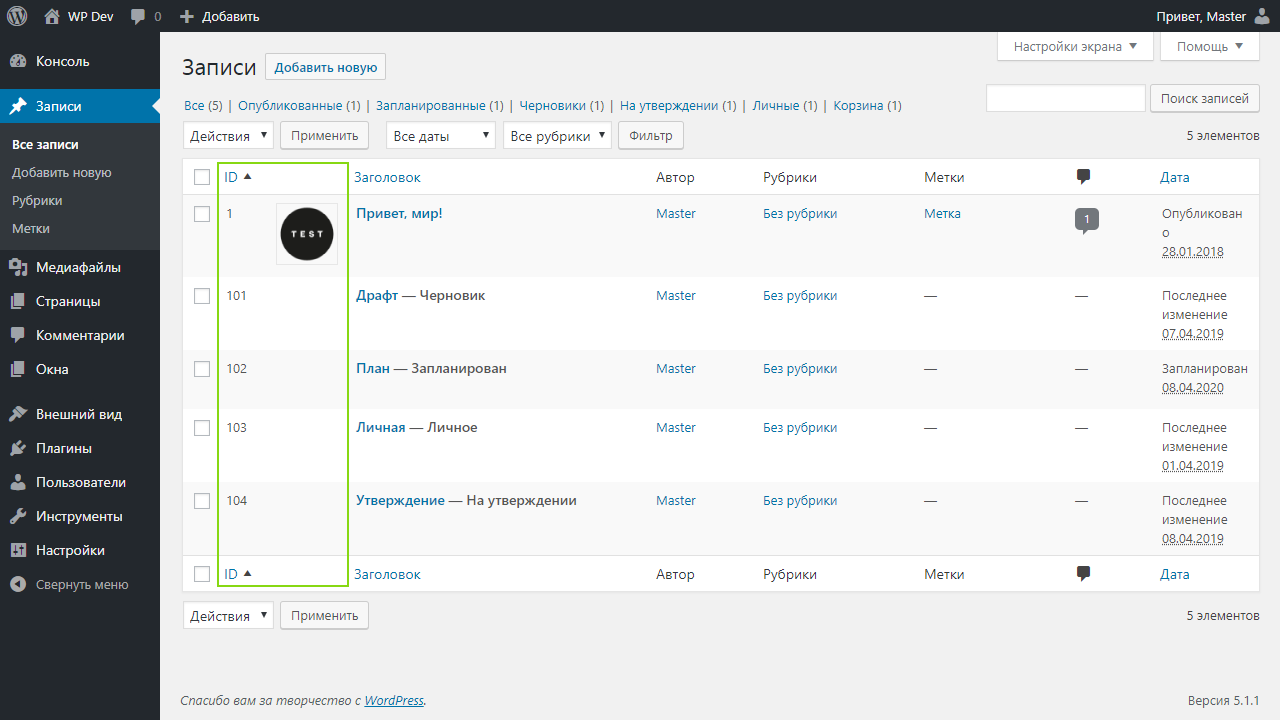 WP Dev 0 Добавить Привет, Master
Консоль
Записи
Все записи
Добавить новую
Рубрики
Метки
Медиафайлы
Страницы
Комментарии
Окна
Внешний вид
Плагины
Пользователи
Инструменты
Настройки
Свернуть меню
Настройки экрана Помощь
Записи Добавить новую
Все (5) | Опубликованные (1) | Запланированные (1) | Черновики (1) | На утверждении (1) | Личные (1) | Корзина (1)
Поиск записей
Действия Применить Все даты Все рубрики Фильтр 5 элементов
ID Заголовок Автор Рубрики Метки Дата
1 TEST Привет, мир! Master Без рубрики Метка 1 Опубликован
о
28.01.2018
101 Драфт — Черновик Master Без рубрики — — Последнее
изменение
07.04.2019
102 План — Запланирован Master Без рубрики — — Запланирован
08.04.2020
103 Личная — Личное Master Без рубрики — — Последнее
изменение
01.04.2019
104 Утверждение — На утверждении Master Без рубрики — — Последнее
изменение
08.04.2019
ID Заголовок Автор Рубрики Метки Дата
Действия Применить 5 элементов
Спасибо вам за творчество с WordPress. Версия 5.1.1